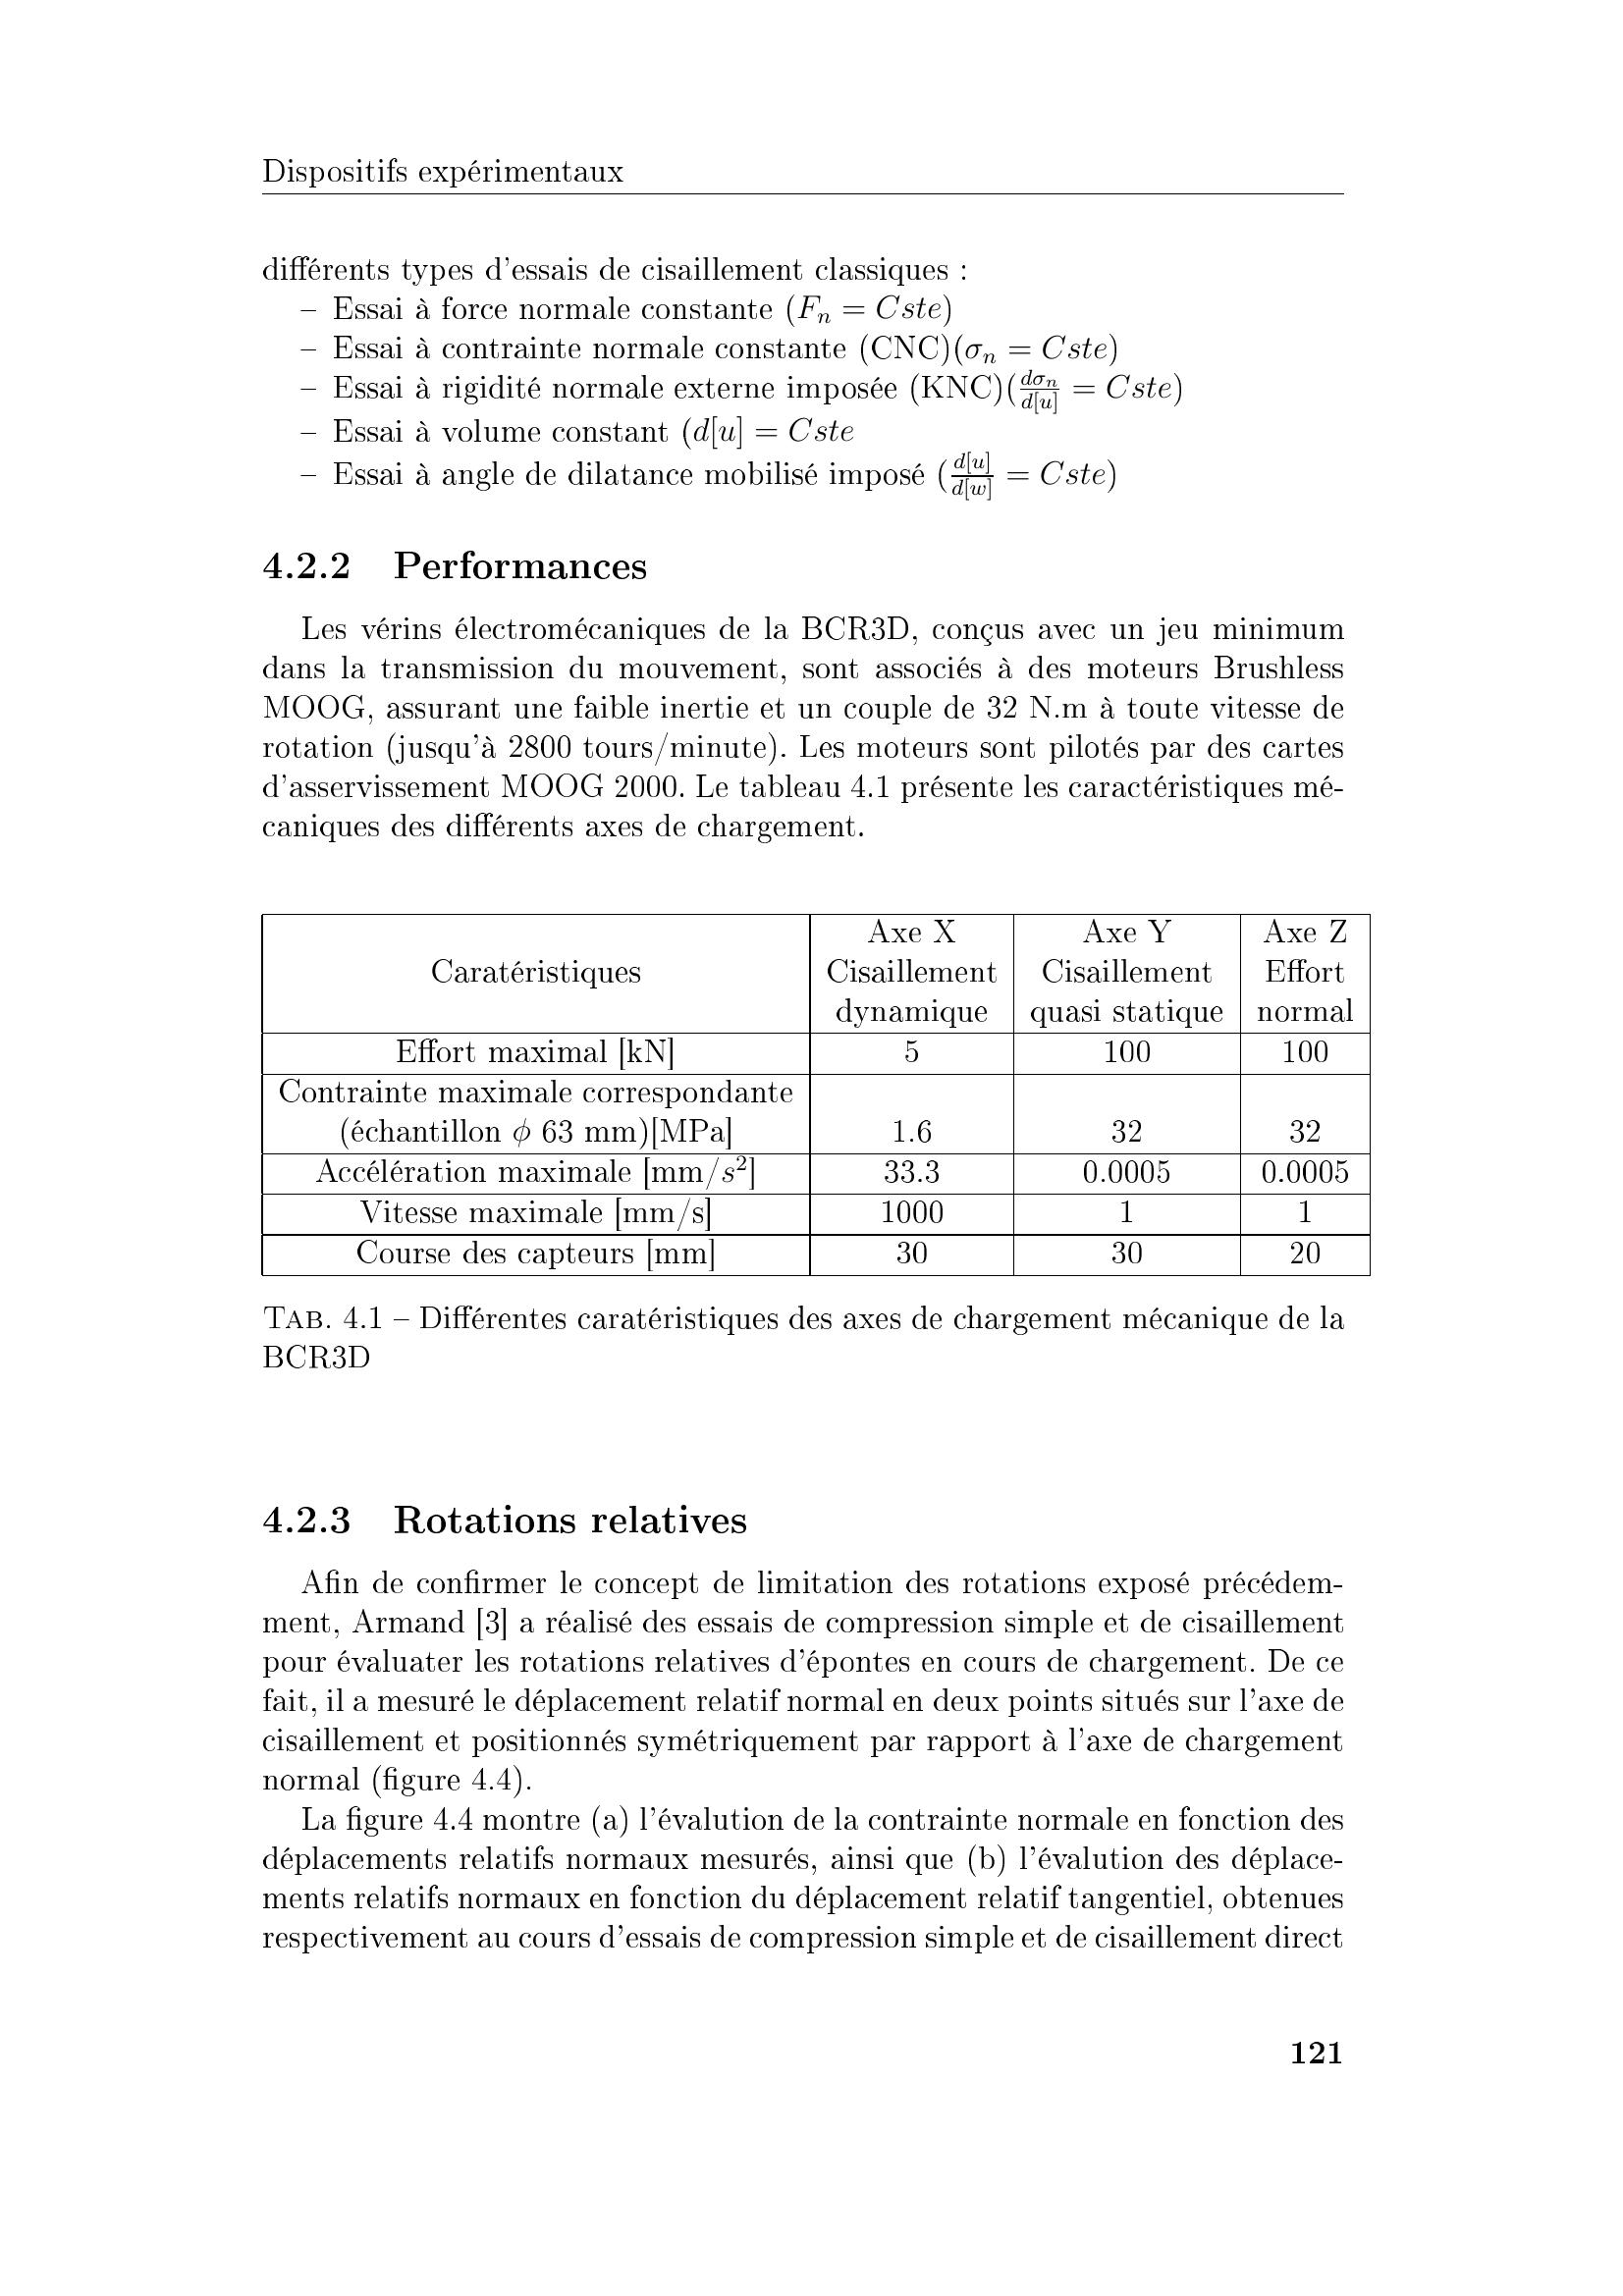 Dispositifs expérimentaux
différents types d'essais de cisaillement classiques :
– Essai à force normale constante (F_n = Cste)
– Essai à contrainte normale constante (CNC)(σ_n = Cste)
– Essai à rigidité normale externe imposée (KNC)(dσ_n/d[u] = Cste)
– Essai à volume constant (d[u] = Cste
– Essai à angle de dilatance mobilisé imposé (d[u]/d[w] = Cste)
4.2.2 Performances
Les vérins électromécaniques de la BCR3D, conçus avec un jeu minimum
dans la transmission du mouvement, sont associés à des moteurs Brushless
MOOG, assurant une faible inertie et un couple de 32 N.m à toute vitesse de
rotation (jusqu'à 2800 tours/minute). Les moteurs sont pilotés par des cartes
d'asservissement MOOG 2000. Le tableau 4.1 présente les caractéristiques mé-
caniques des différents axes de chargement.
Axe X Axe Y Axe Z
Caratéristiques Cisaillement Cisaillement Effort
dynamique quasi statique normal
Effort maximal [kN] 5 100 100
Contrainte maximale correspondante
(échantillon ϕ 63 mm)[MPa] 1.6 32 32
Accélération maximale [mm/s²] 33.3 0.0005 0.0005
Vitesse maximale [mm/s] 1000 1 1
Course des capteurs [mm] 30 30 20
TAB. 4.1 – Différentes caratéristiques des axes de chargement mécanique de la
BCR3D
4.2.3 Rotations relatives
Afin de confirmer le concept de limitation des rotations exposé précédem-
ment, Armand [3] a réalisé des essais de compression simple et de cisaillement
pour évaluater les rotations relatives d'épontes en cours de chargement. De ce
fait, il a mesuré le déplacement relatif normal en deux points situés sur l'axe de
cisaillement et positionnés symétriquement par rapport à l'axe de chargement
normal (figure 4.4).
La figure 4.4 montre (a) l'évalution de la contrainte normale en fonction des
déplacements relatifs normaux mesurés, ainsi que (b) l'évalution des déplace-
ments relatifs normaux en fonction du déplacement relatif tangentiel, obtenues
respectivement au cours d'essais de compression simple et de cisaillement direct
121